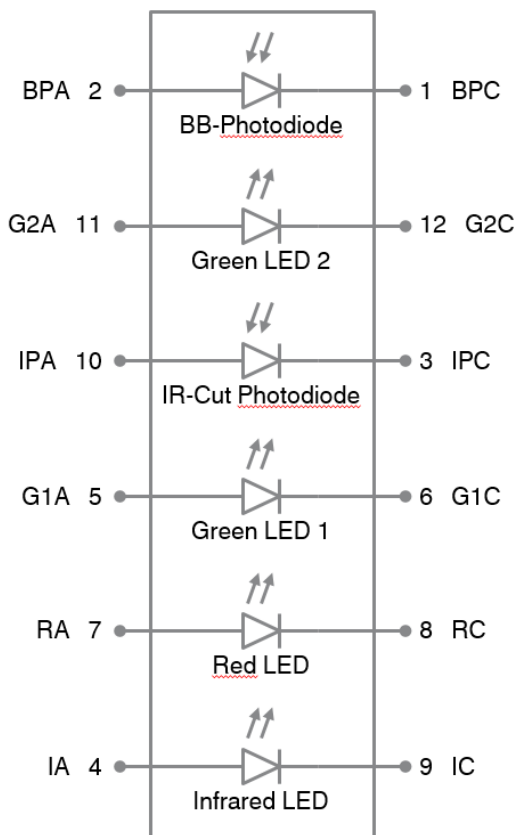 BPA 2 1 BPC
BB-Photodiode
G2A 11 12 G2C
Green LED 2
IPA 10 3 IPC
IR-Cut Photodiode
G1A 5 6 G1C
Green LED 1
RA 7 8 RC
Red LED
IA 4 9 IC
Infrared LED